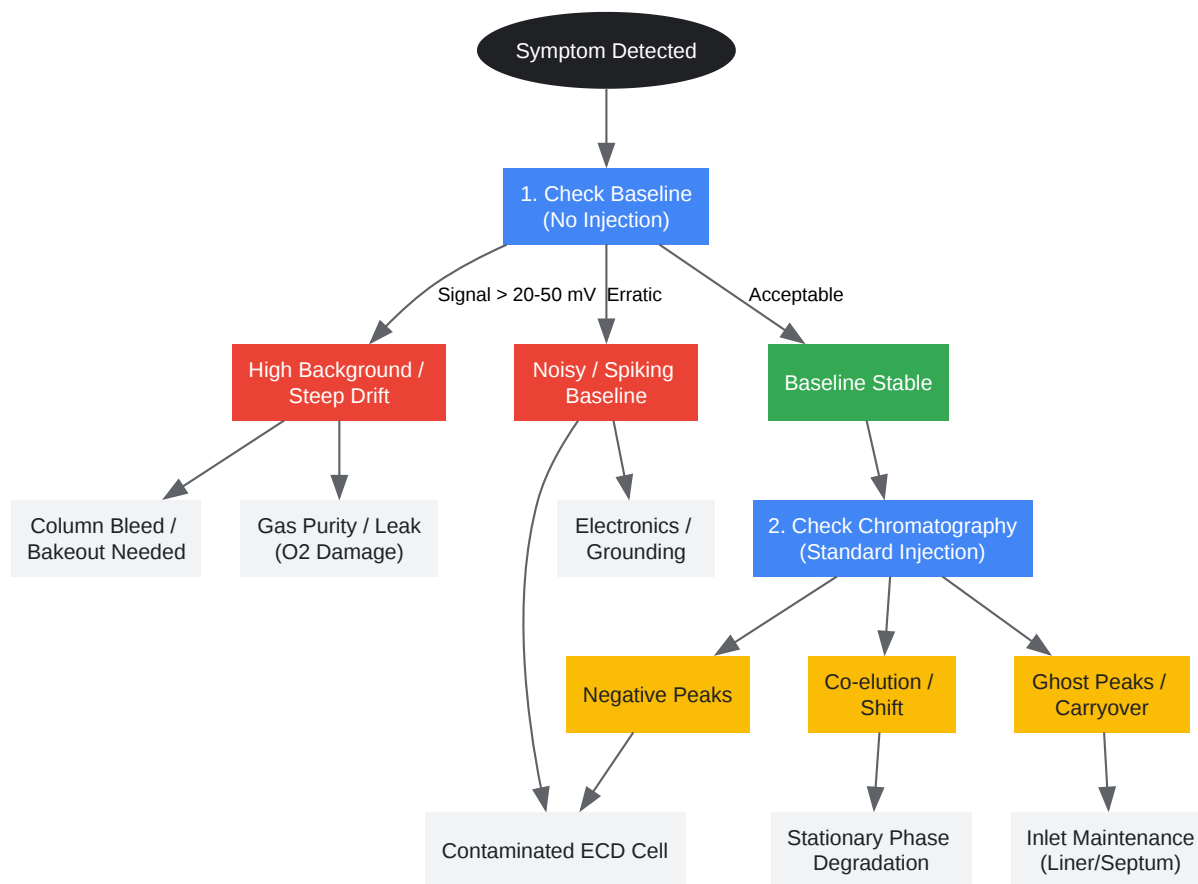 Symptom Detected
1. Check Baseline
(No Injection)
Signal > 20-50 mV
Erratic
Acceptable
High Background /
Steep Drift
Noisy / Spiking
Baseline
Baseline Stable
Column Bleed /
Bakeout Needed
Gas Purity / Leak
(O2 Damage)
Electronics /
Grounding
2. Check Chromatography
(Standard Injection)
Negative Peaks
Co-elution /
Shift
Ghost Peaks /
Carryover
Contaminated ECD Cell
Stationary Phase
Degradation
Inlet Maintenance
(Liner/Septum)